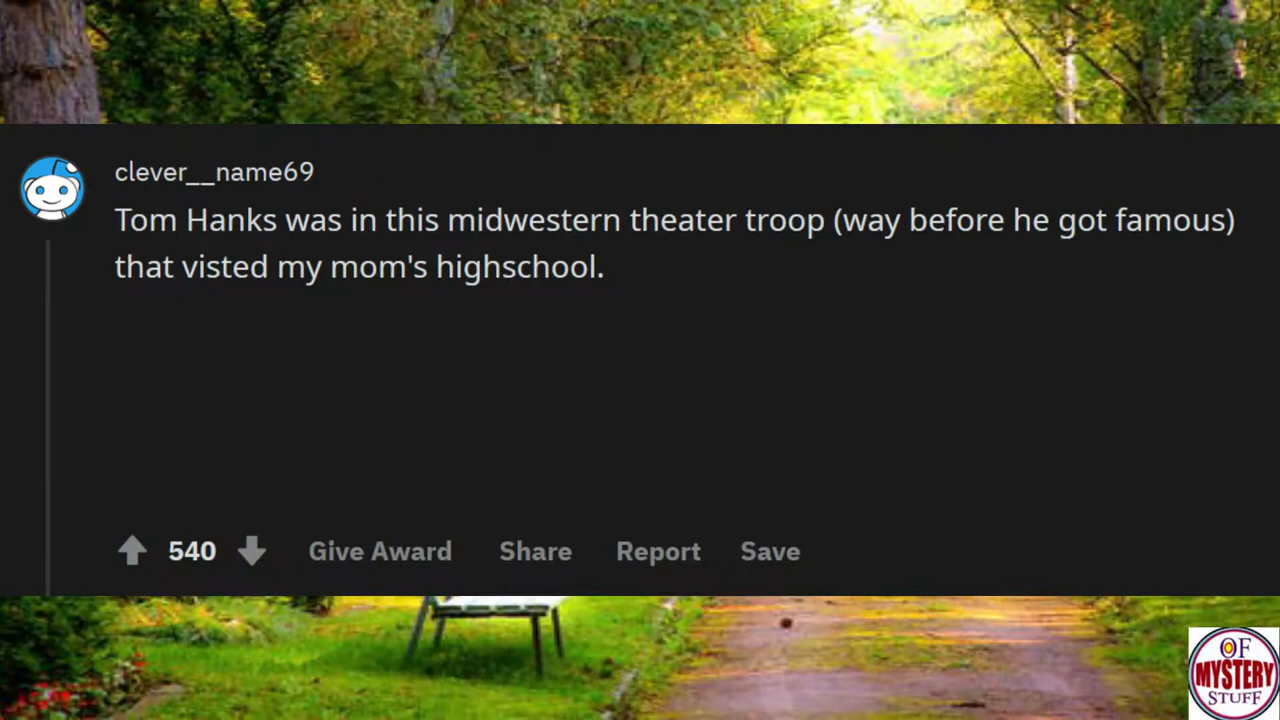 clever__name69
Tom Hanks was in this midwestern theater troop (way before he got famous)
that visted my mom's highschool.
540 Give Award Share Report Save
OF
MYSTERY
STUFF